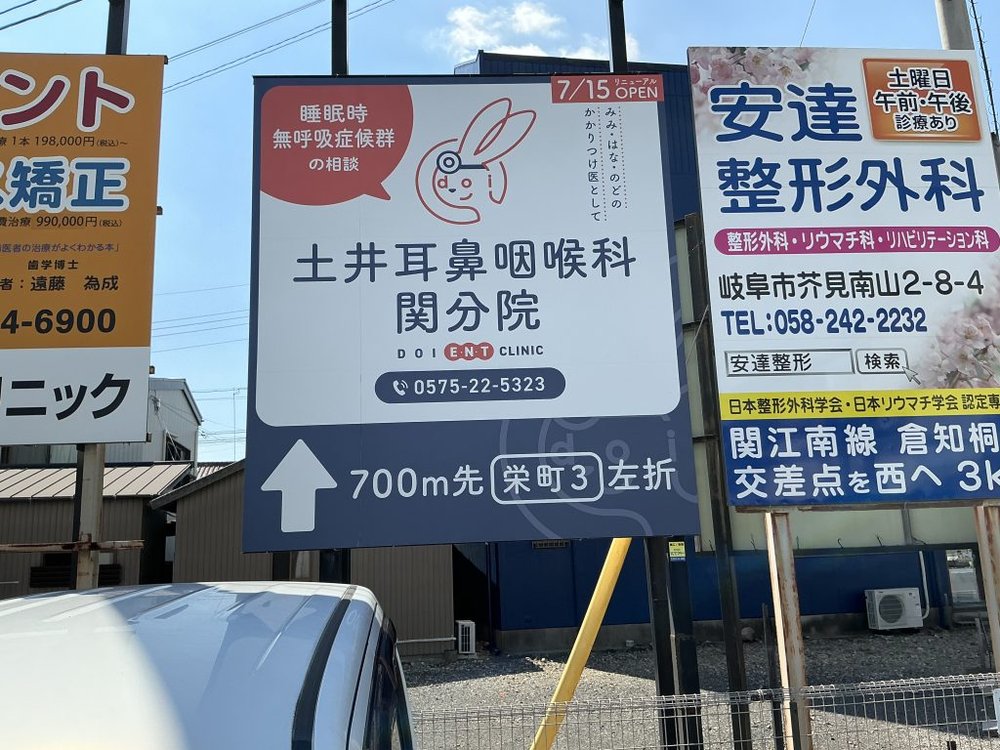 ント
療 1本 198,000円(税込)~
矯正
費治療 990,000円(税込)
歯医者の治療がよくわかる本」
歯学博士
者：遠藤 為成
4-6900
リニック
7/15 リニューアル OPEN
睡眠時
無呼吸症候群
の相談
doi
みみ・はな・のどの
かかりつけ医として
土井耳鼻咽喉科
関分院
DOI ENT CLINIC
0575-22-5323
doi
700m先 栄町3 左折
土曜日
午前・午後
診療あり
安達
整形外科
整形外科・リウマチ科・リハビリテーション科
岐阜市芥見南山2-8-4
TEL:058-242-2232
安達整形 検索
日本整形外科学会・日本リウマチ学会 認定専
関江南線 倉知桐
交差点を西へ 3k